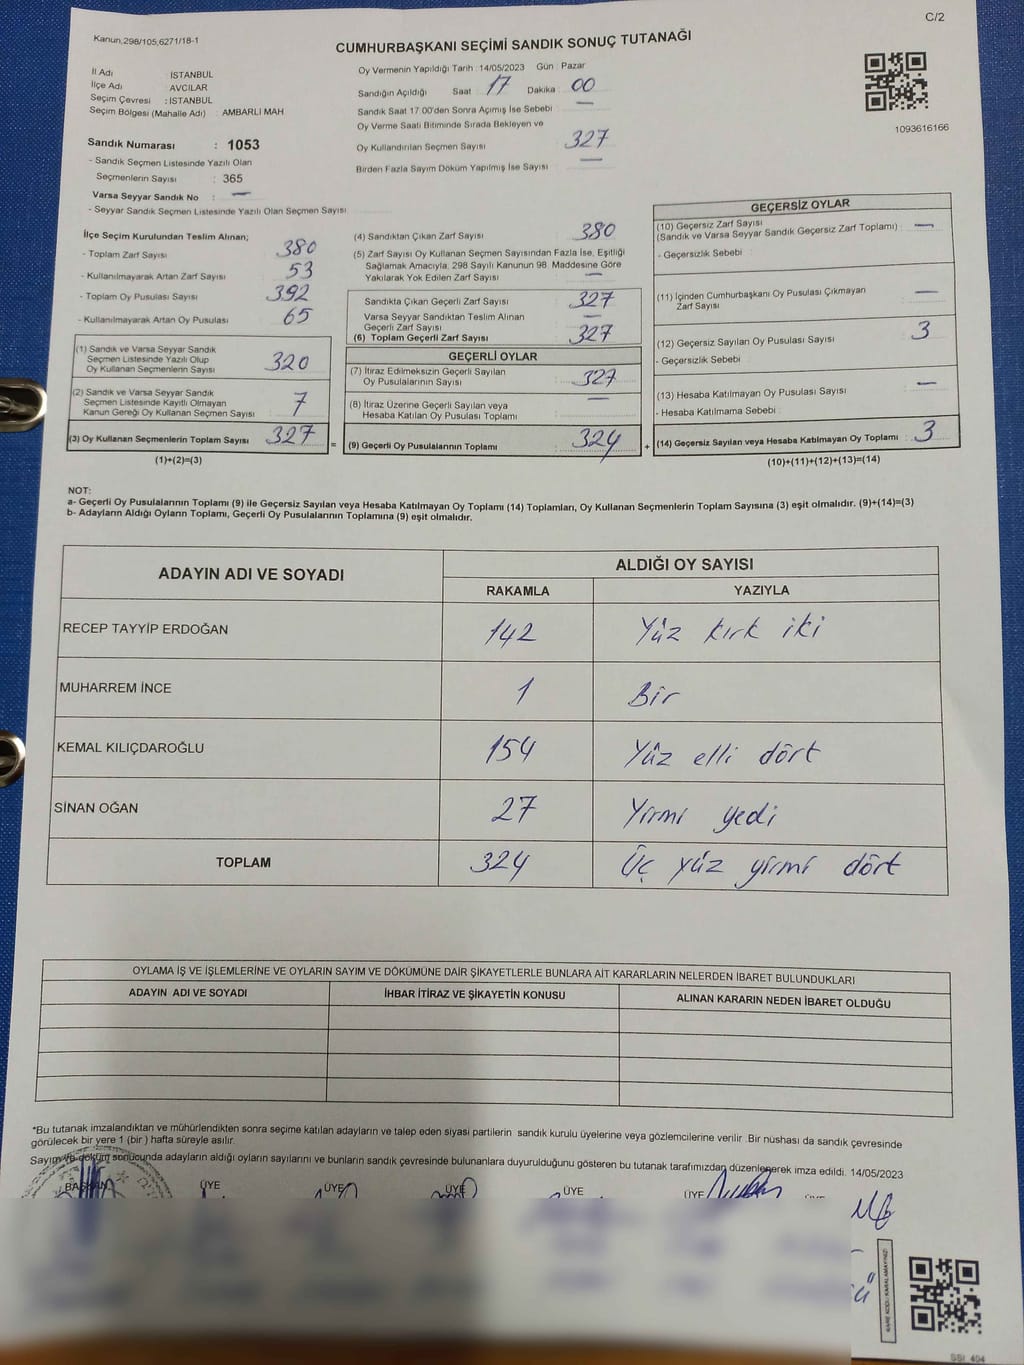 C/2
Kanun,298/105,6271/18-1
CUMHURBAŞKANI SEÇİMİ SANDIK SONUÇ TUTANAĞI
İl Adı İSTANBUL
İlçe Adı AVCILAR
Seçim Çevresi : İSTANBUL
Seçim Bölgesi (Mahalle Adı) : AMBARLI MAH
Oy Vermenin Yapıldığı Tarih : 14/05/2023 Gün : Pazar
Sandığın Açıldığı Saat 17 Dakika 00
Sandık Saat 17.00'den Sonra Açımış İse Sebebi —
Oy Verme Saati Bitiminde Sırada Bekleyen ve
Oy Kullandırılan Seçmen Sayısı 327
Birden Fazla Sayım Döküm Yapılmış İse Sayısı —
1093616166
Sandık Numarası : 1053
- Sandık Seçmen Listesinde Yazılı Olan
Seçmenlerin Sayısı : 365
Varsa Seyyar Sandık No : —
- Seyyar Sandık Seçmen Listesinde Yazılı Olan Seçmen Sayısı
İlçe Seçim Kurulundan Teslim Alınan;
- Toplam Zarf Sayısı 380
- Kullanılmayarak Artan Zarf Sayısı 53
- Toplam Oy Pusulası Sayısı 392
- Kullanılmayarak Artan Oy Pusulası 65
(1) Sandık ve Varsa Seyyar Sandık
Seçmen Listesinde Yazılı Olup
Oy Kullanan Seçmenlerin Sayısı 320
(2) Sandık ve Varsa Seyyar Sandık
Seçmen Listesinde Kayıtlı Olmayan
Kanun Gereği Oy Kullanan Seçmen Sayısı 7
(3) Oy Kullanan Seçmenlerin Toplam Sayısı 327 =
(1)+(2)=(3)
(4) Sandıktan Çıkan Zarf Sayısı 380
(5) Zarf Sayısı Oy Kullanan Seçmen Sayısından Fazla İse, Eşitliği
Sağlamak Amacıyla, 298 Sayılı Kanunun 98. Maddesine Göre
Yakılarak Yok Edilen Zarf Sayısı —
Sandıkta Çıkan Geçerli Zarf Sayısı 327
Varsa Seyyar Sandıktan Teslim Alınan
Geçerli Zarf Sayısı —
(6) Toplam Geçerli Zarf Sayısı 327
GEÇERLİ OYLAR
(7) İtiraz Edilmeksizin Geçerli Sayılan
Oy Pusulalarının Sayısı 327
(8) İtiraz Üzerine Geçerli Sayılan veya
Hesaba Katılan Oy Pusulası Toplamı —
(9) Geçerli Oy Pusulalarının Toplamı 324 +
GEÇERSİZ OYLAR
(10) Geçersiz Zarf Sayısı
(Sandık ve Varsa Seyyar Sandık Geçersiz Zarf Toplamı) : —
- Geçersizlik Sebebi :
(11) İçinden Cumhurbaşkanı Oy Pusulası Çıkmayan
Zarf Sayısı —
(12) Geçersiz Sayılan Oy Pusulası Sayısı 3
- Geçersizlik Sebebi :
(13) Hesaba Katılmayan Oy Pusulası Sayısı —
- Hesaba Katılmama Sebebi :
(14) Geçersiz Sayılan veya Hesaba Katılmayan Oy Toplamı : 3
(10)+(11)+(12)+(13)=(14)
NOT:
a- Geçerli Oy Pusulalarının Toplamı (9) ile Geçersiz Sayılan veya Hesaba Katılmayan Oy Toplamı (14) Toplamları, Oy Kullanan Seçmenlerin Toplam Sayısına (3) eşit olmalıdır. (9)+(14)=(3)
b- Adayların Aldığı Oyların Toplamı, Geçerli Oy Pusulalarının Toplamına (9) eşit olmalıdır.
ADAYIN ADI VE SOYADI ALDIĞI OY SAYISI
RAKAMLA YAZIYLA
RECEP TAYYİP ERDOĞAN 142 Yüz kırk iki
MUHARREM İNCE 1 Bir
KEMAL KILIÇDAROĞLU 154 Yüz elli dört
SİNAN OĞAN 27 Yirmi yedi
TOPLAM 324 Üç yüz yirmi dört
OYLAMA İŞ VE İŞLEMLERİNE VE OYLARIN SAYIM VE DÖKÜMÜNE DAİR ŞİKAYETLERLE BUNLARA AİT KARARLARIN NELERDEN İBARET BULUNDUKLARI
ADAYIN ADI VE SOYADI İHBAR İTİRAZ VE ŞİKAYETİN KONUSU ALINAN KARARIN NEDEN İBARET OLDUĞU
*Bu tutanak imzalandıktan ve mühürlendikten sonra seçime katılan adayların ve talep eden siyasi partilerin sandık kurulu üyelerine veya gözlemcilerine verilir .Bir nushası da sandık çevresinde
görülecek bir yere 1 (bir ) hafta süreyle asılır.
Sayım ve döküm sonucunda adayların aldığı oyların sayılarını ve bunların sandık çevresinde bulunanlara duyurulduğunu gösteren bu tutanak tarafımızdan düzenlenerek imza edildi. 14/05/2023
BAŞKAN ÜYE ÜYE ÜYE ÜYE ÜYE
KARE KODU KARALAMAYINIZ!